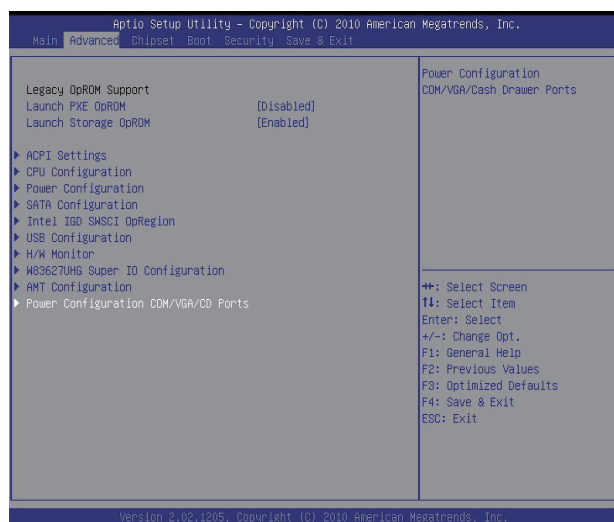 Aptio Setup Utility – Copyright (C) 2010 American Megatrends, Inc.
Main Advanced Chipset Boot Security Save & Exit
Legacy OpROM Support
Launch PXE OpROM [Disabled]
Launch Storage OpROM [Enabled]
▶ ACPI Settings
▶ CPU Configuration
▶ Power Configuration
▶ SATA Configuration
▶ Intel IGD SWSCI OpRegion
▶ USB Configuration
▶ H/W Monitor
▶ W83627UHG Super IO Configuration
▶ AMT Configuration
▶ Power Configuration COM/VGA/CD Ports
Power Configuration
COM/VGA/Cash Drawer Ports
→←: Select Screen
↑↓: Select Item
Enter: Select
+/-: Change Opt.
F1: General Help
F2: Previous Values
F3: Optimized Defaults
F4: Save & Exit
ESC: Exit
Version 2.02.1205. Copyright (C) 2010 American Megatrends, Inc.